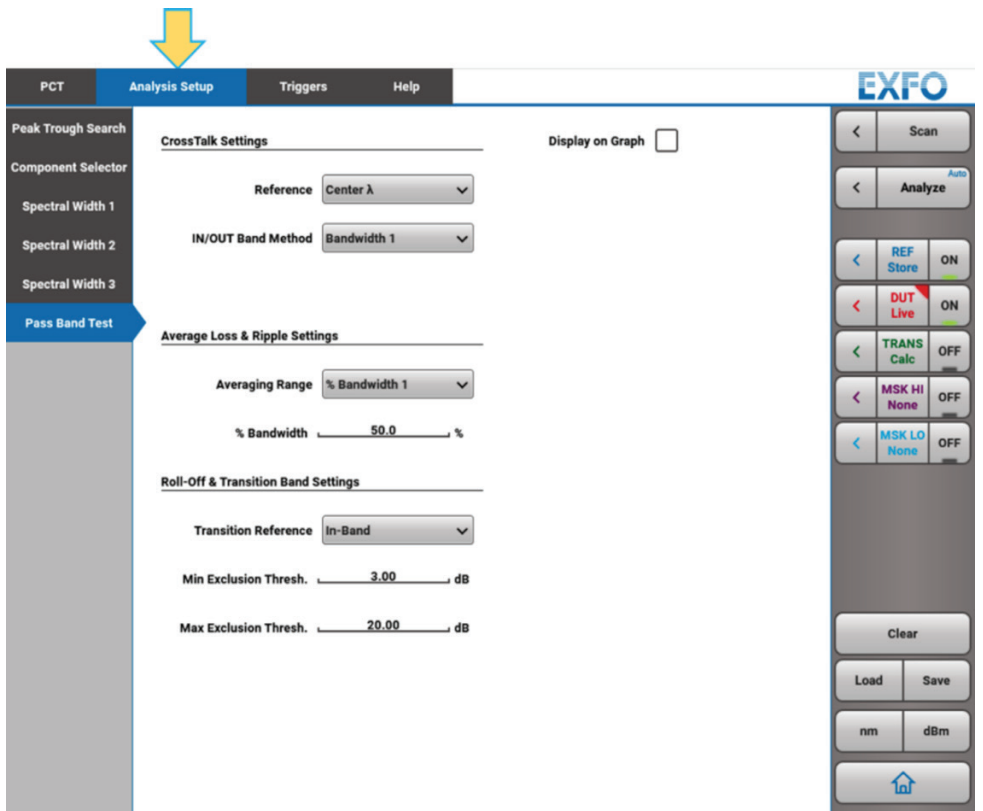 PCT
Analysis Setup
Triggers
Help
EXFO
Peak Trough Search
Component Selector
Spectral Width 1
Spectral Width 2
Spectral Width 3
Pass Band Test
CrossTalk Settings
Display on Graph
Reference Center λ
IN/OUT Band Method Bandwidth 1
Average Loss & Ripple Settings
Averaging Range % Bandwidth 1
% Bandwidth 50.0 %
Roll-Off & Transition Band Settings
Transition Reference In-Band
Min Exclusion Thresh. 3.00 dB
Max Exclusion Thresh. 20.00 dB
Scan
Auto
Analyze
REF
Store
ON
DUT
Live
ON
TRANS
Calc
OFF
MSK HI
None
OFF
MSK LO
None
OFF
Clear
Load
Save
nm
dBm